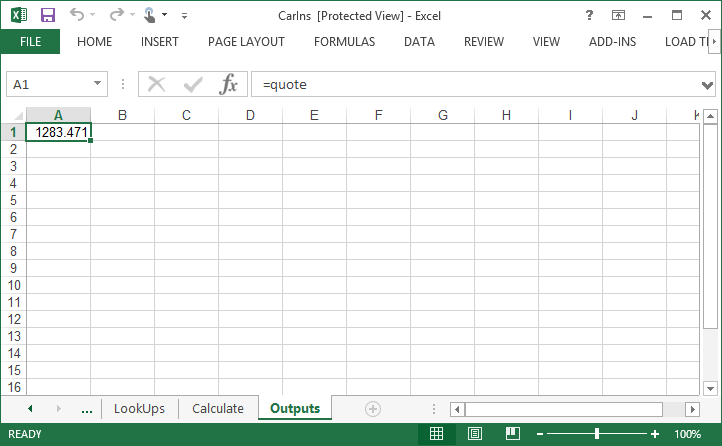 CarIns [Protected View] - Excel
FILE HOME INSERT PAGE LAYOUT FORMULAS DATA REVIEW VIEW ADD-INS LOAD
A1 fx =quote
A B C D E F G H I J K
1 1283.471
2
3
4
5
6
7
8
9
10
11
12
13
14
15
16
... LookUps Calculate Outputs
READY 100%